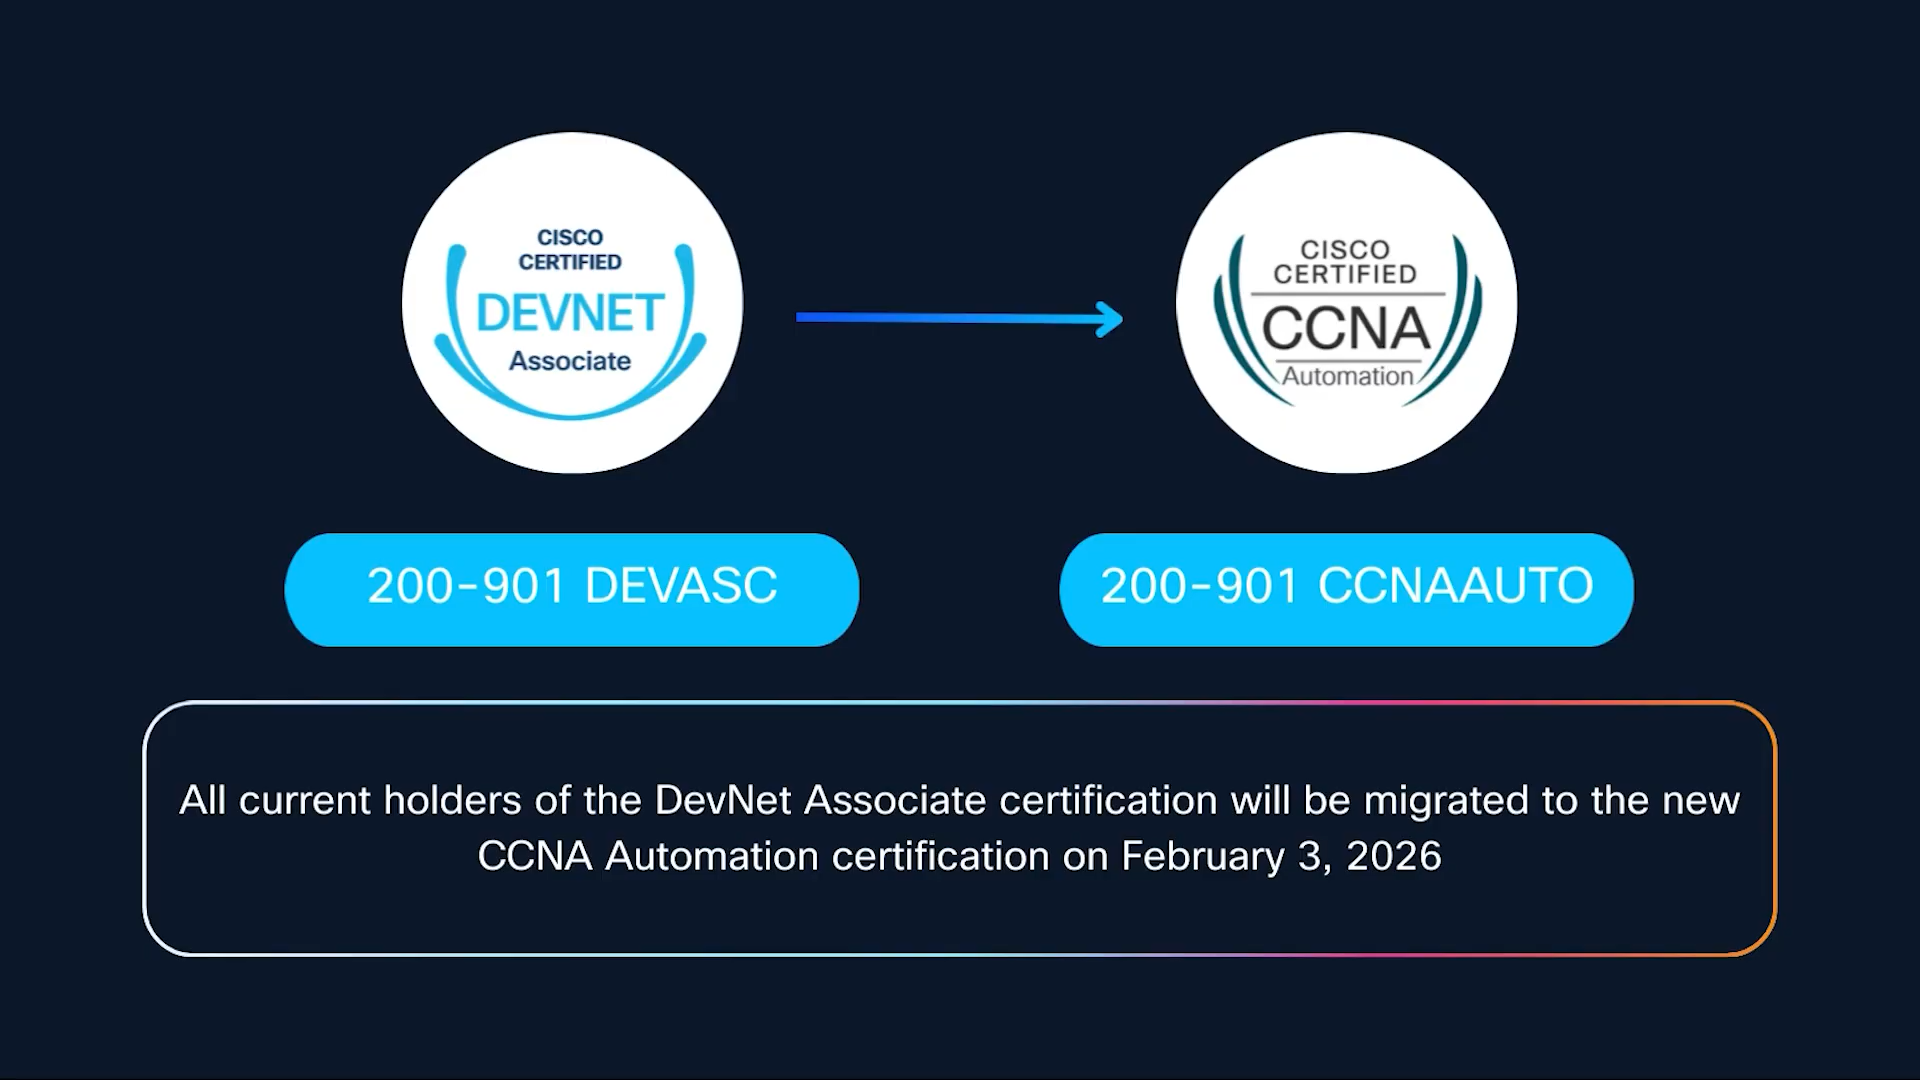 CISCO
CERTIFIED
DEVNET
Associate
CISCO
CERTIFIED
CCNA
Automation
200-901 DEVASC
200-901 CCNAAUTO
All current holders of the DevNet Associate certification will be migrated to the new
CCNA Automation certification on February 3, 2026